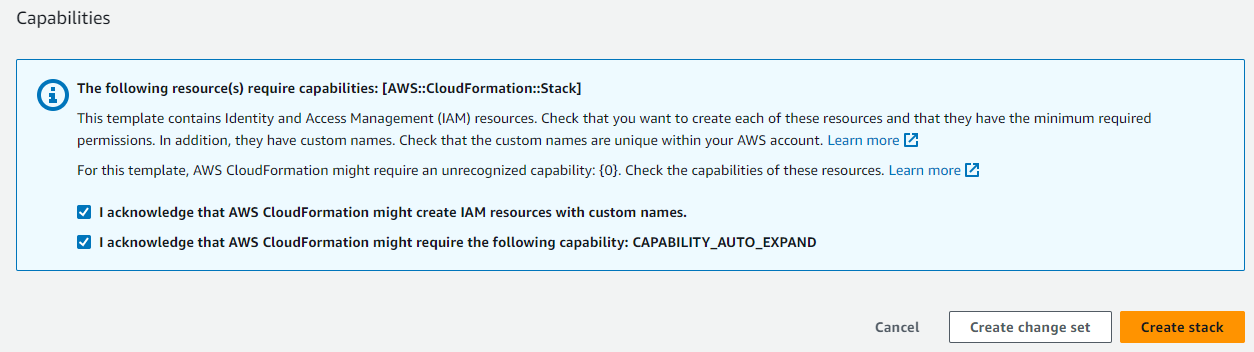 Capabilities
The following resource(s) require capabilities: [AWS::CloudFormation::Stack]
This template contains Identity and Access Management (IAM) resources. Check that you want to create each of these resources and that they have the minimum required
permissions. In addition, they have custom names. Check that the custom names are unique within your AWS account. Learn more
For this template, AWS CloudFormation might require an unrecognized capability: {0}. Check the capabilities of these resources. Learn more
I acknowledge that AWS CloudFormation might create IAM resources with custom names.
I acknowledge that AWS CloudFormation might require the following capability: CAPABILITY_AUTO_EXPAND
Cancel Create change set Create stack